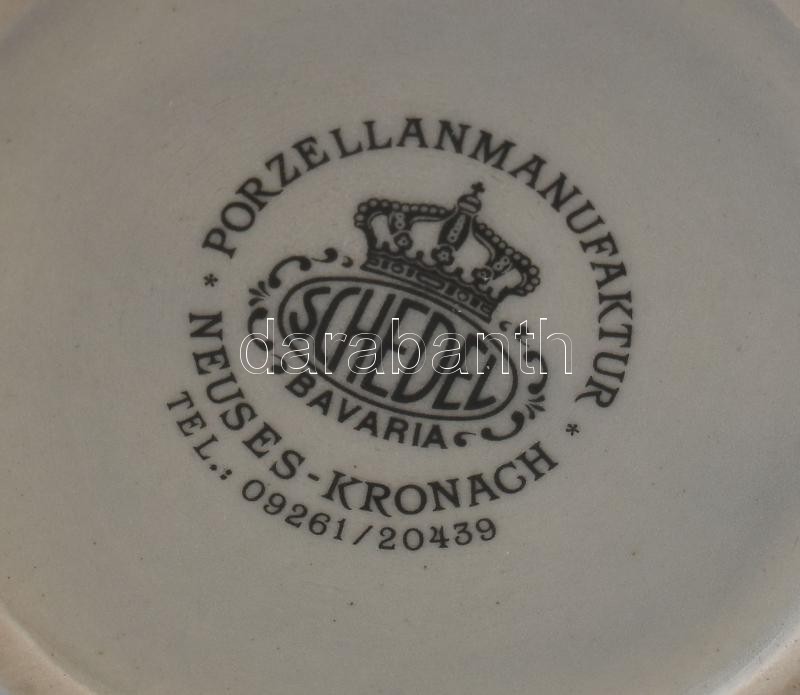 * PORZELLANMANUFAKTUR *
SCHEDEL
BAVARIA
NEUSES-KRONACH
TEL.: 09261/20439
darabanth